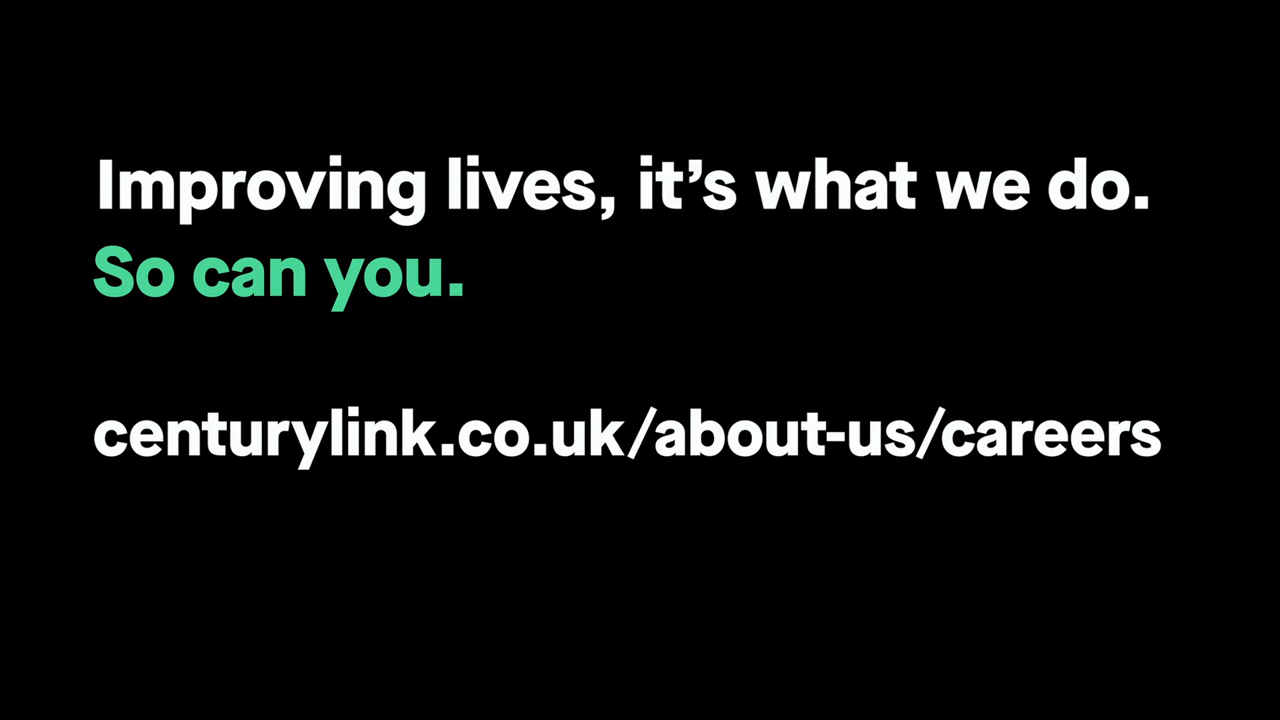 Improving lives, it’s what we do.
So can you.
centurylink.co.uk/about-us/careers